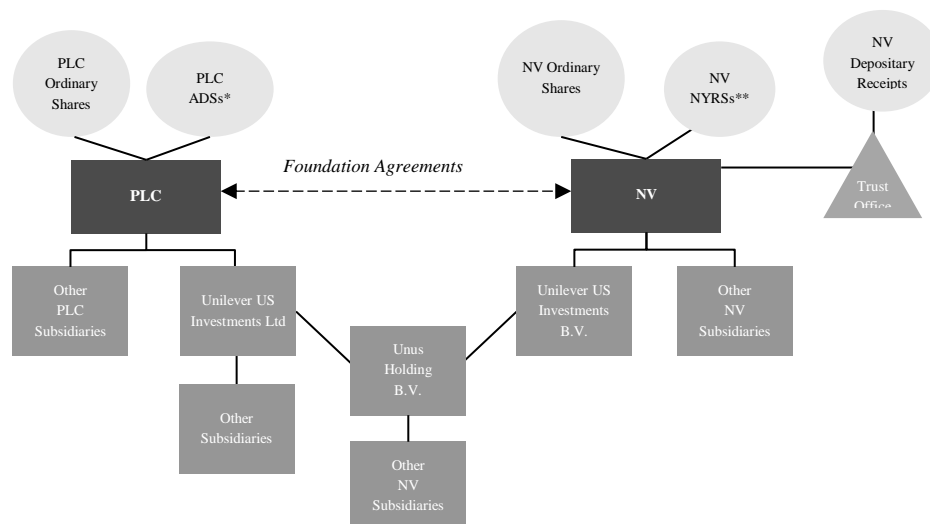 PLC
Ordinary
Shares
PLC
ADSs*
NV Ordinary
Shares
NV
NYRSs**
NV
Depositary
Receipts
Foundation Agreements
PLC
NV
Trust
Office
Other
PLC
Subsidiaries
Unilever US
Investments Ltd
Unilever US
Investments
B.V.
Other
NV
Subsidiaries
Unus
Holding
B.V.
Other
Subsidiaries
Other
NV
Subsidiaries